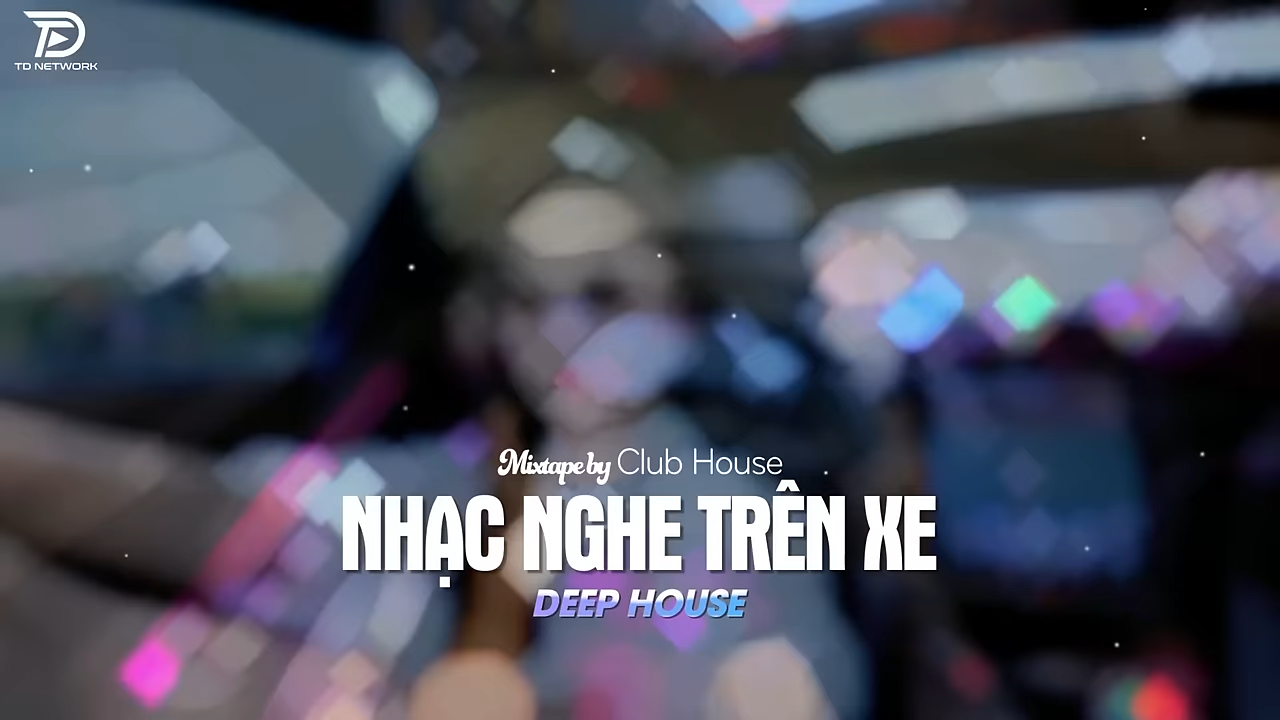 TD NETWORK
Mixtape by Club House
NHẠC NGHE TRÊN XE
DEEP HOUSE